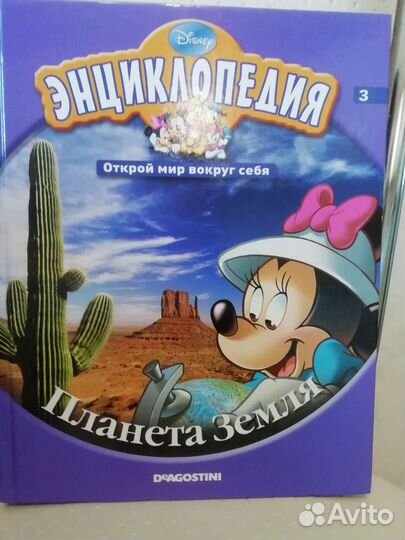 Disney
ЭНЦИКЛОПЕДИЯ
3
Открой мир вокруг себя
Планета Земля
DeAGOSTINI
Avito